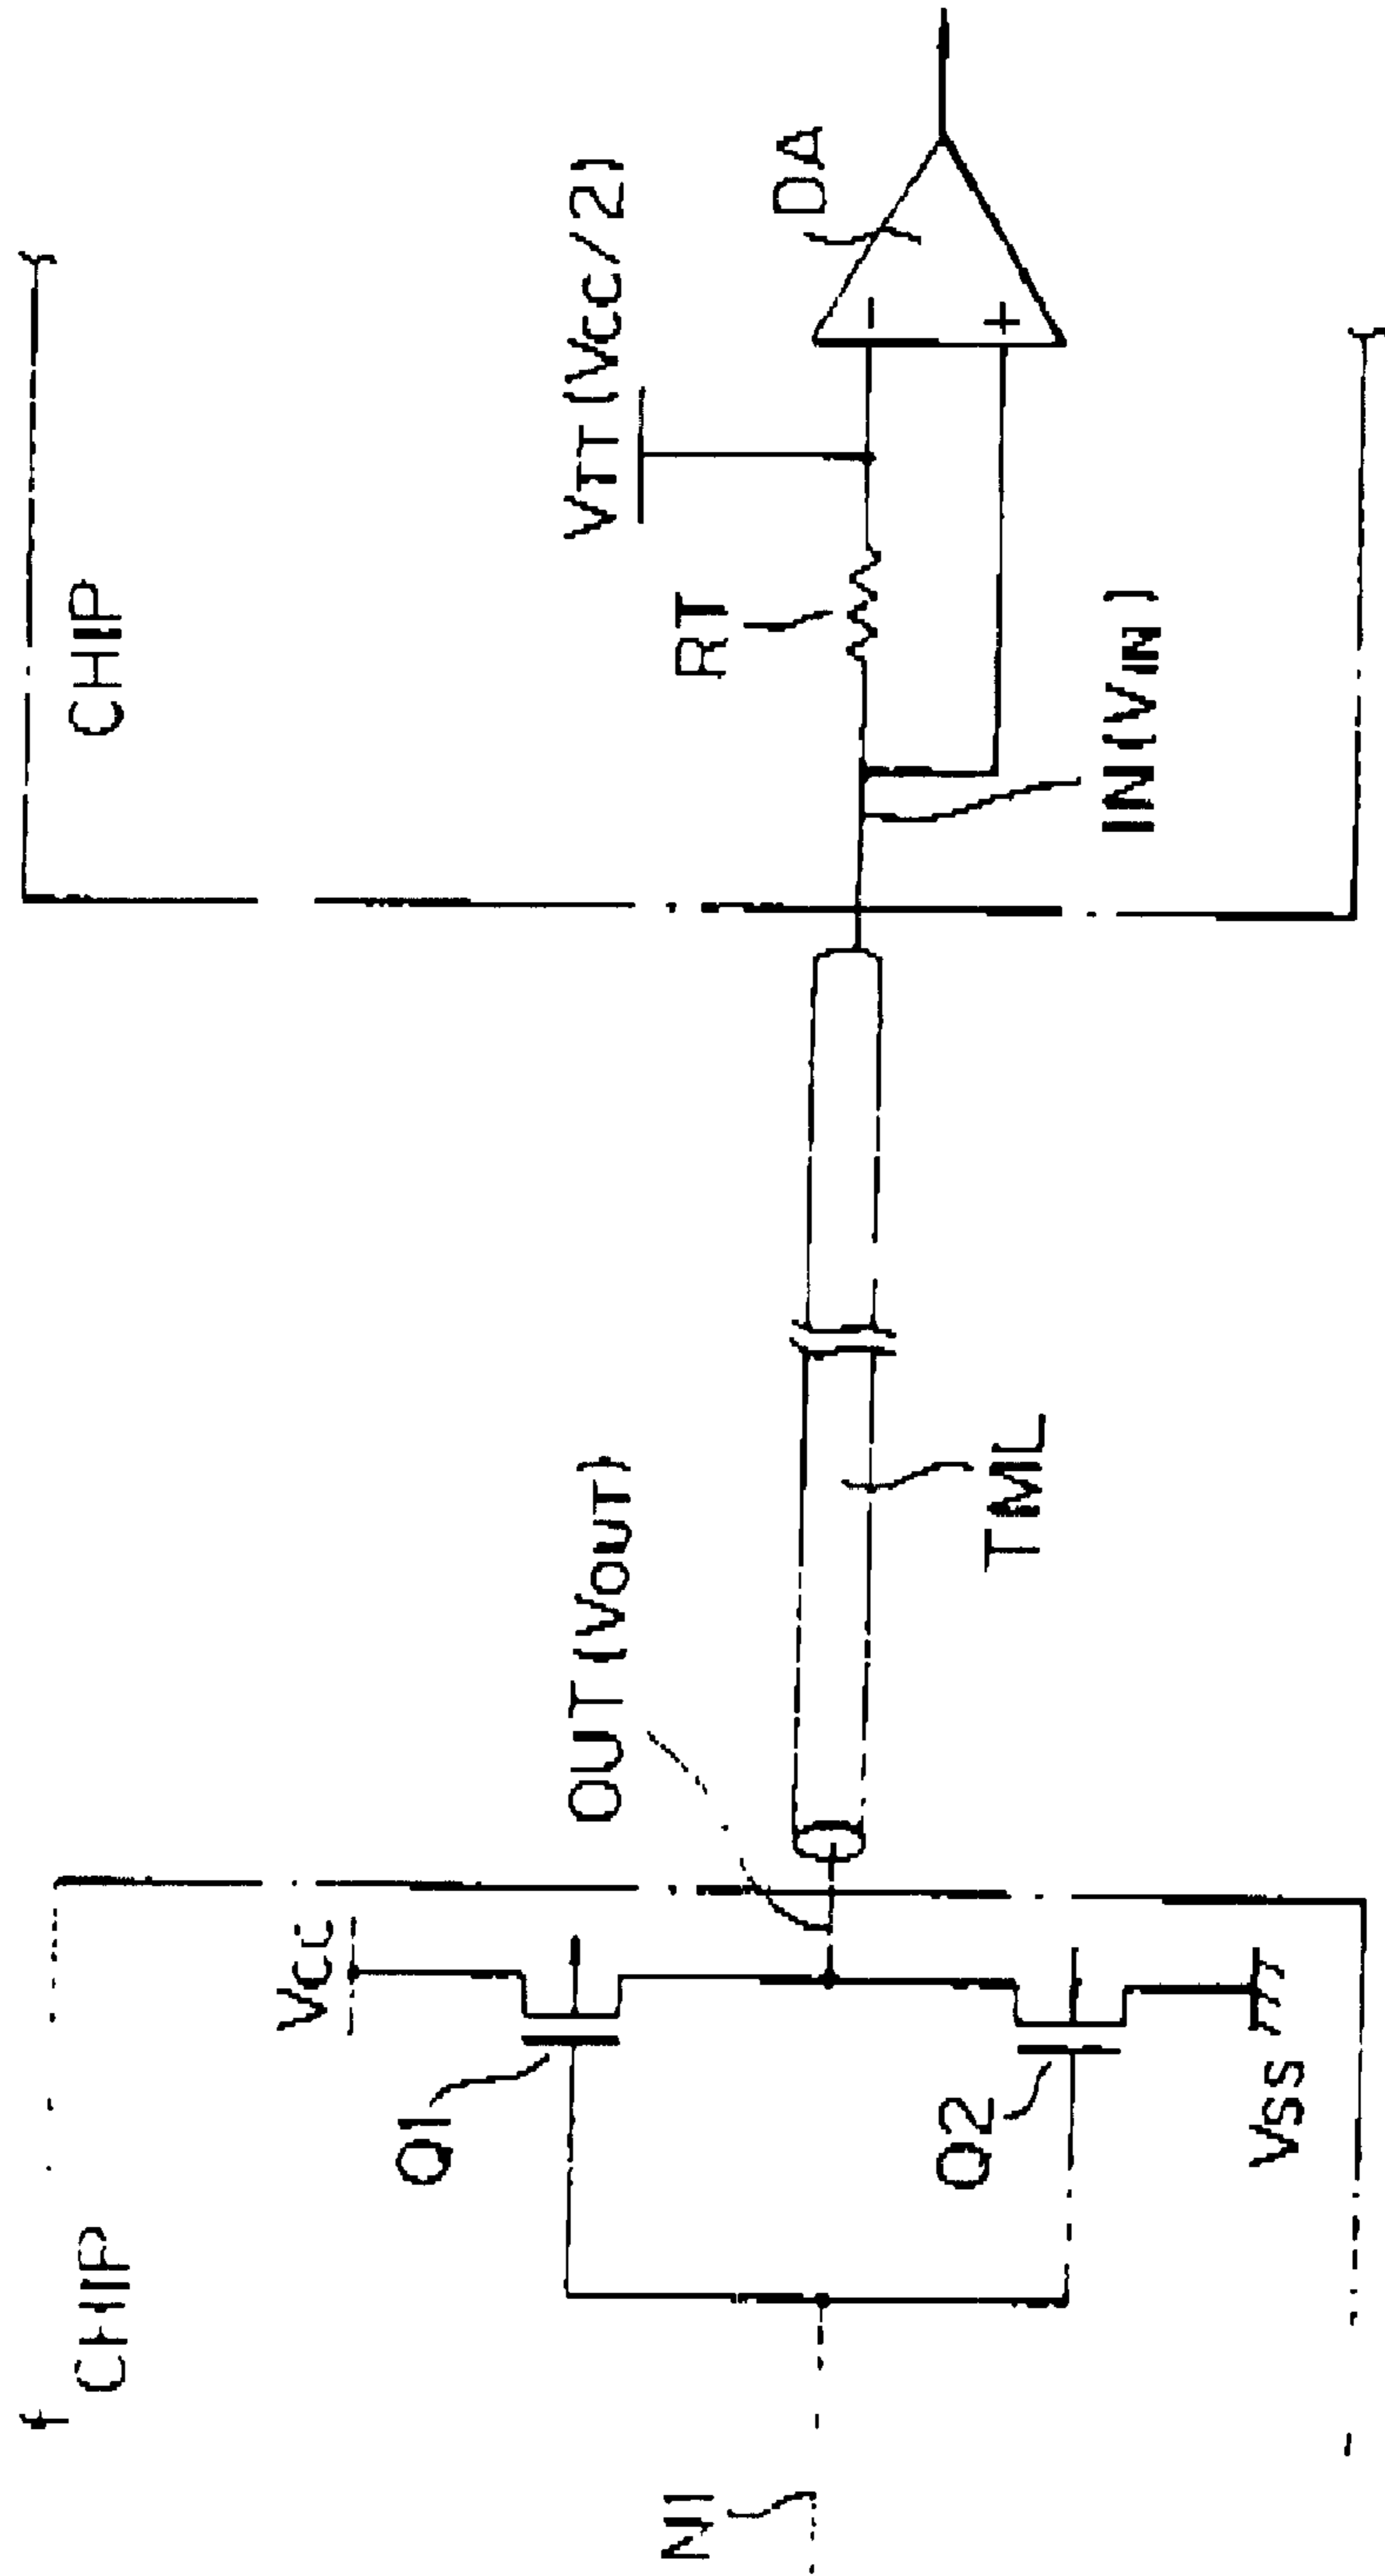 CHIP
CHIP
VCC
VTT (VCC/2)
OUT (VOUT)
Q1
RT
DA
N1
Q2
TML
IN (VIN)
VSS
-
+